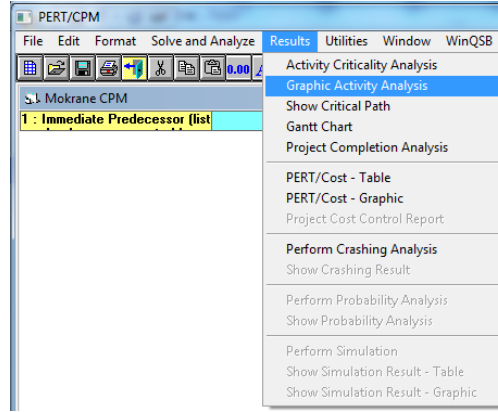 PERT/CPM
File Edit Format Solve and Analyze Results Utilities Window WinQSB
0.00
Mokrane CPM
1 : Immediate Predecessor (list
Activity Criticality Analysis
Graphic Activity Analysis
Show Critical Path
Gantt Chart
Project Completion Analysis
PERT/Cost - Table
PERT/Cost - Graphic
Project Cost Control Report
Perform Crashing Analysis
Show Crashing Result
Perform Probability Analysis
Show Probability Analysis
Perform Simulation
Show Simulation Result - Table
Show Simulation Result - Graphic